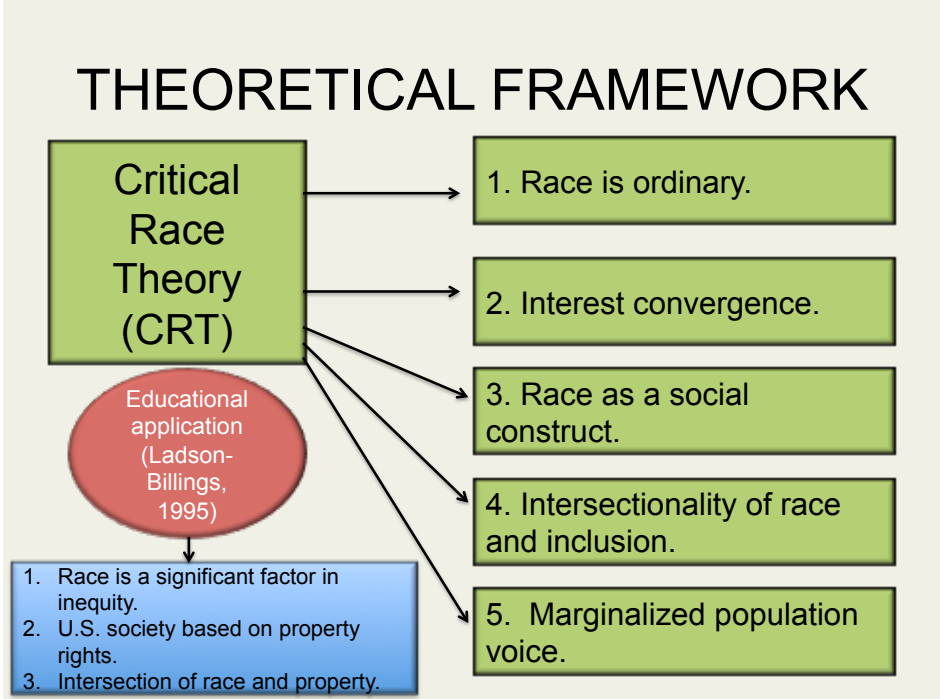 THEORETICAL FRAMEWORK
Critical
Race
Theory
(CRT)
1. Race is ordinary.
2. Interest convergence.
3. Race as a social
construct.
4. Intersectionality of race
and inclusion.
5. Marginalized population
voice.
Educational
application
(Ladson-
Billings,
1995)
1. Race is a significant factor in
inequity.
2. U.S. society based on property
rights.
3. Intersection of race and property.